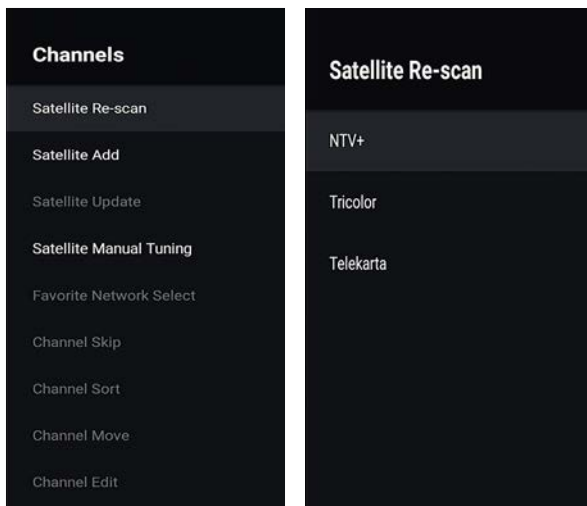 Channels
Satellite Re-scan
Satellite Add
Satellite Update
Satellite Manual Tuning
Favorite Network Select
Channel Skip
Channel Sort
Channel Move
Channel Edit
Satellite Re-scan
NTV+
Tricolor
Telekarta